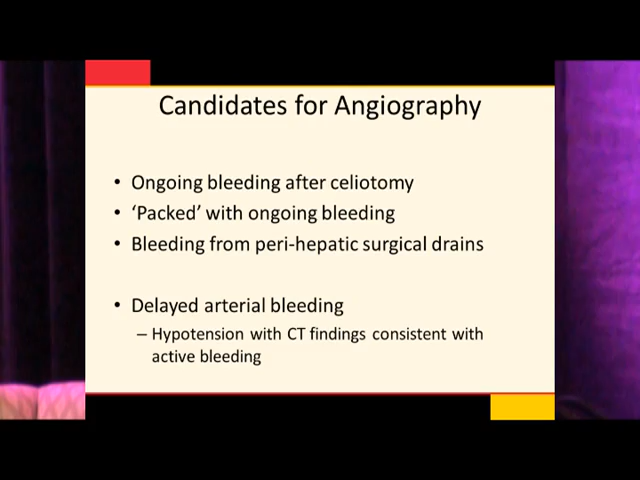 Candidates for Angiography
• Ongoing bleeding after celiotomy
• ‘Packed’ with ongoing bleeding
• Bleeding from peri-hepatic surgical drains
• Delayed arterial bleeding
– Hypotension with CT findings consistent with
active bleeding